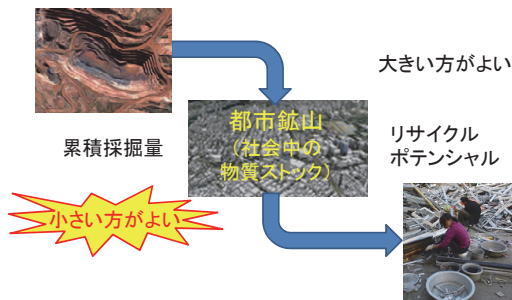 大きい方がよい
都市鉱山
(社会中の
物質ストック)
累積採掘量
リサイクル
ポテンシャル
小さい方がよい